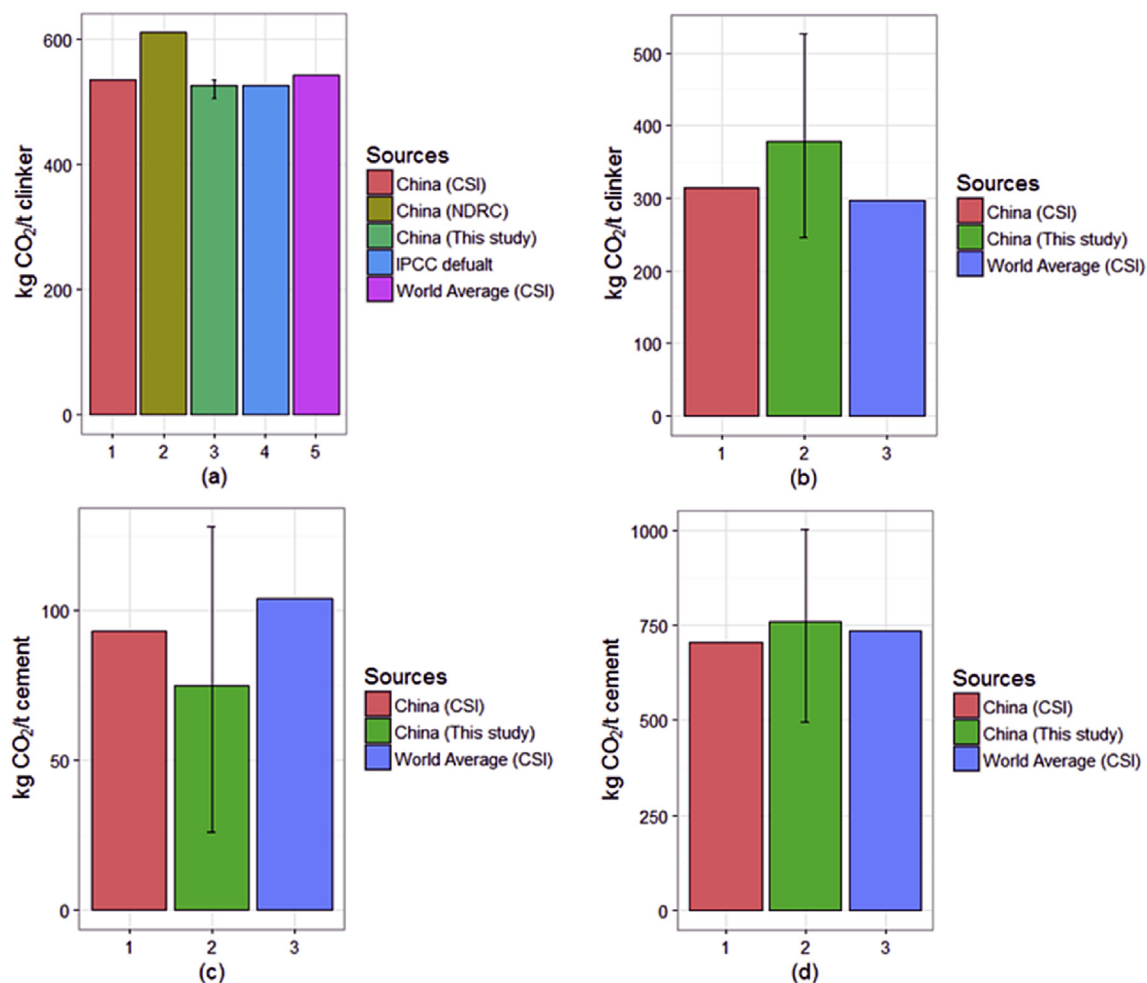 600
400
200
0
kg CO₂/t clinker
1 2 3 4 5
(a)
Sources
China (CSI)
China (NDRC)
China (This study)
IPCC defualt
World Average (CSI)
500
400
300
200
100
0
kg CO₂/t clinker
1 2 3
(b)
Sources
China (CSI)
China (This study)
World Average (CSI)
100
50
0
kg CO₂/t cement
1 2 3
(c)
Sources
China (CSI)
China (This study)
World Average (CSI)
1000
750
500
250
0
kg CO₂/t cement
1 2 3
(d)
Sources
China (CSI)
China (This study)
World Average (CSI)